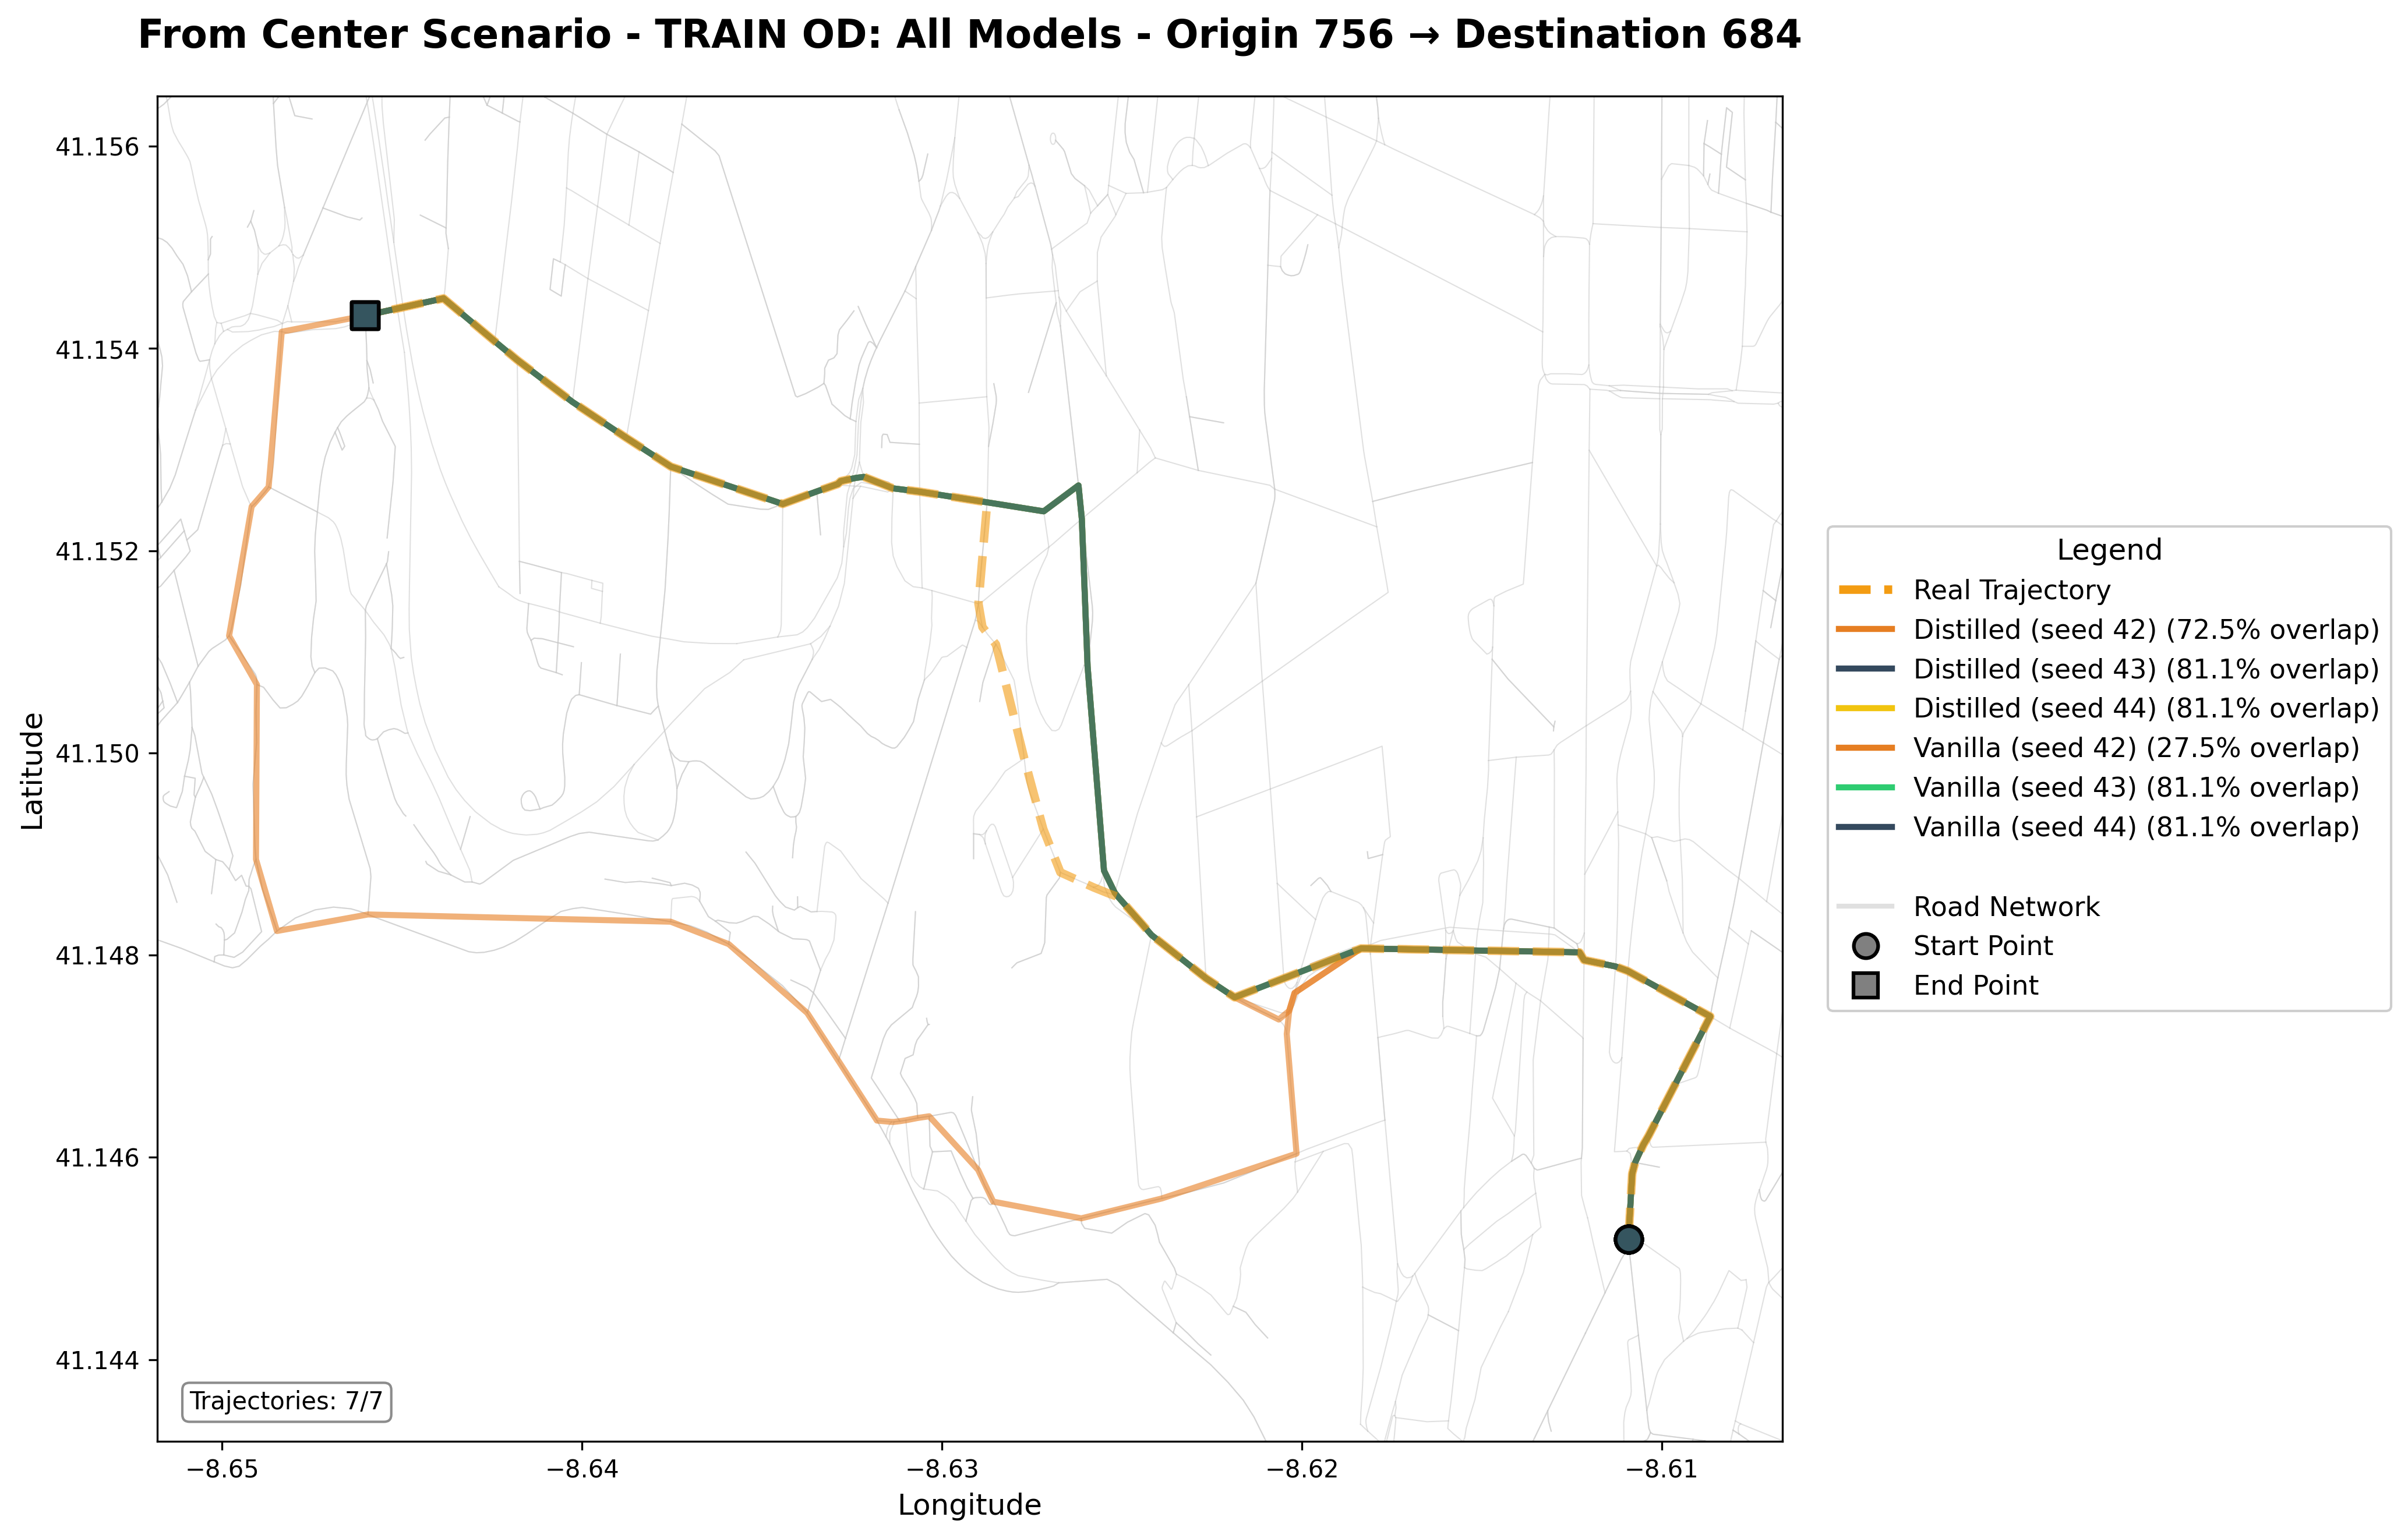 From Center Scenario - TRAIN OD: All Models - Origin 756 → Destination 684
41.156
41.154
41.152
41.150
41.148
41.146
41.144
Latitude
−8.65
−8.64
−8.63
−8.62
−8.61
Longitude
Trajectories: 7/7
Legend
Real Trajectory
Distilled (seed 42) (72.5% overlap)
Distilled (seed 43) (81.1% overlap)
Distilled (seed 44) (81.1% overlap)
Vanilla (seed 42) (27.5% overlap)
Vanilla (seed 43) (81.1% overlap)
Vanilla (seed 44) (81.1% overlap)
Road Network
Start Point
End Point